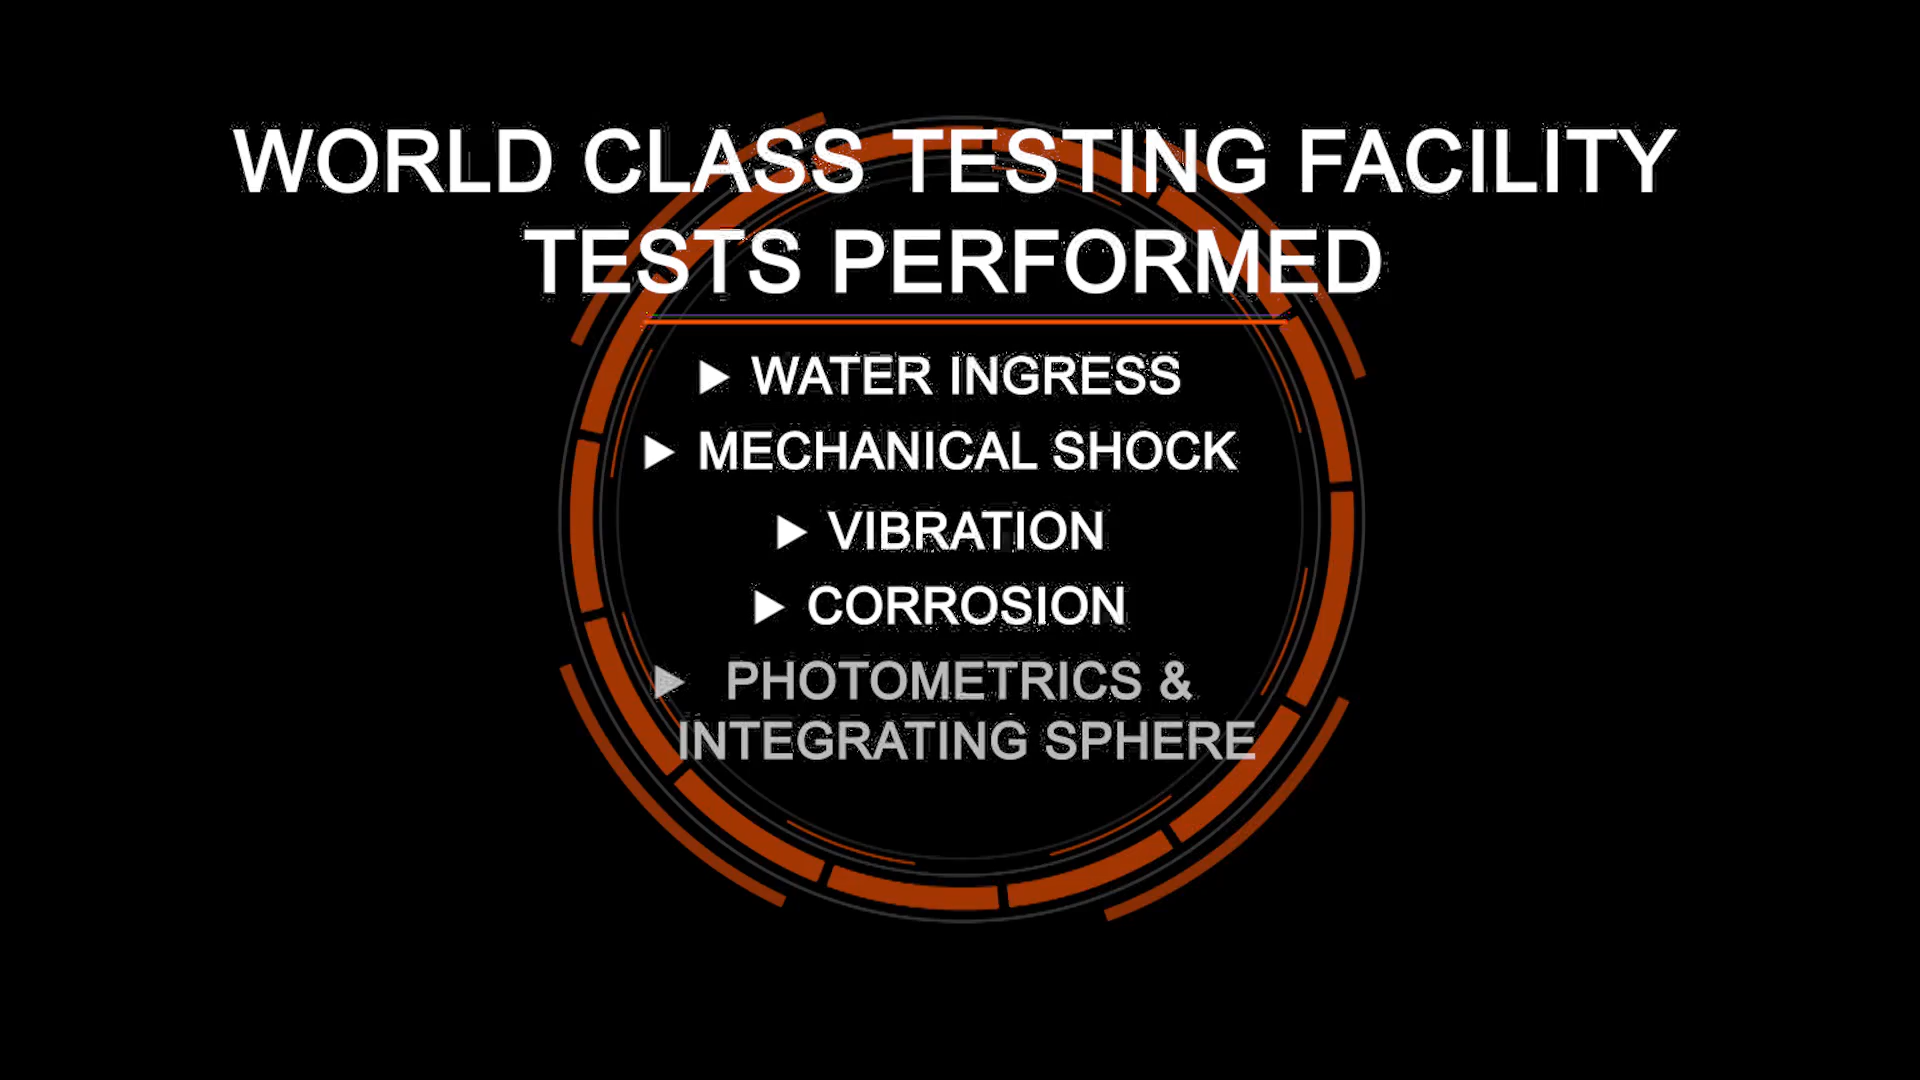 WORLD CLASS TESTING FACILITY
TESTS PERFORMED
► WATER INGRESS
► MECHANICAL SHOCK
► VIBRATION
► CORROSION
► PHOTOMETRICS &
INTEGRATING SPHERE